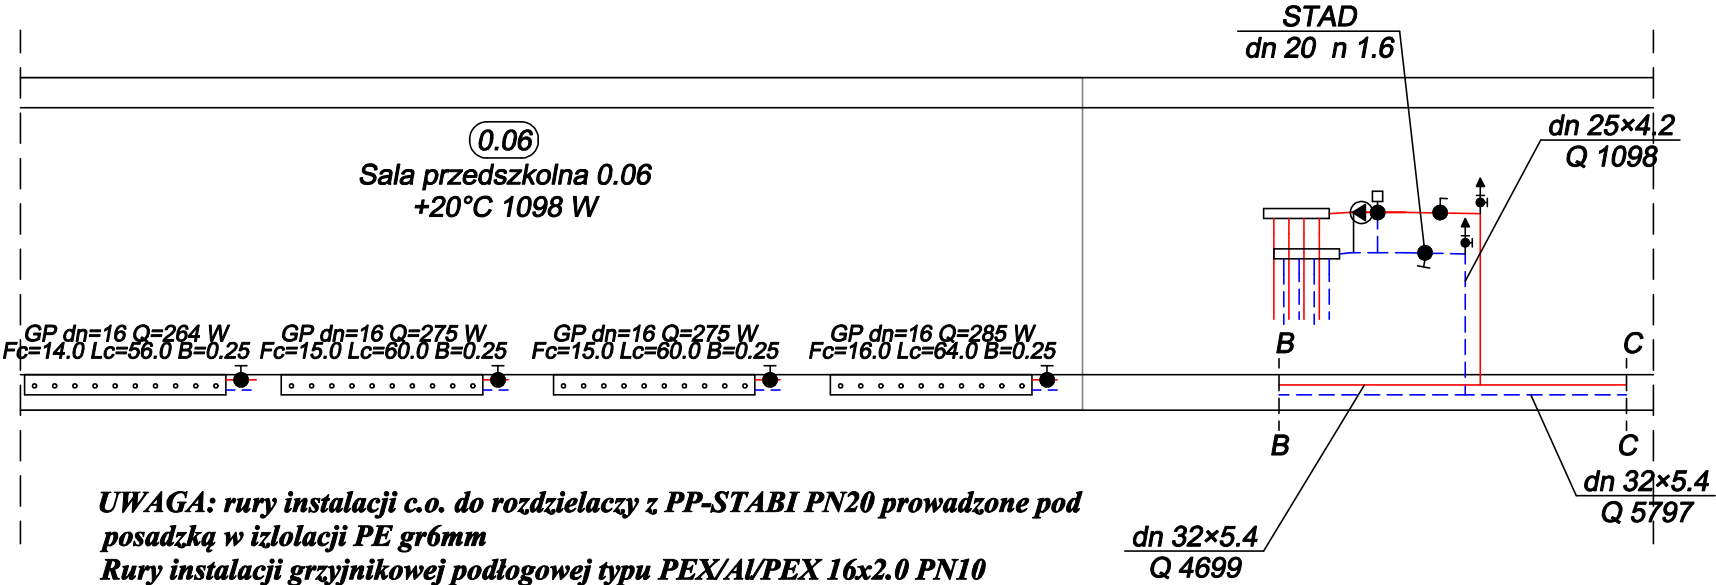 STAD
dn 20 n 1.6
dn 25×4.2
Q 1098
0.06
Sala przedszkolna 0.06
+20°C 1098 W
GP dn=16 Q=264 W
Fc=14.0 Lc=56.0 B=0.25
GP dn=16 Q=275 W
Fc=15.0 Lc=60.0 B=0.25
GP dn=16 Q=275 W
Fc=15.0 Lc=60.0 B=0.25
GP dn=16 Q=285 W
Fc=16.0 Lc=64.0 B=0.25
B
C
B
C
dn 32×5.4
Q 5797
dn 32×5.4
Q 4699
UWAGA: rury instalacji c.o. do rozdzielaczy z PP-STABI PN20 prowadzone pod
posadzką w izlolacji PE gr6mm
Rury instalacji grzyjnikowej podłogowej typu PEX/Al/PEX 16x2.0 PN10